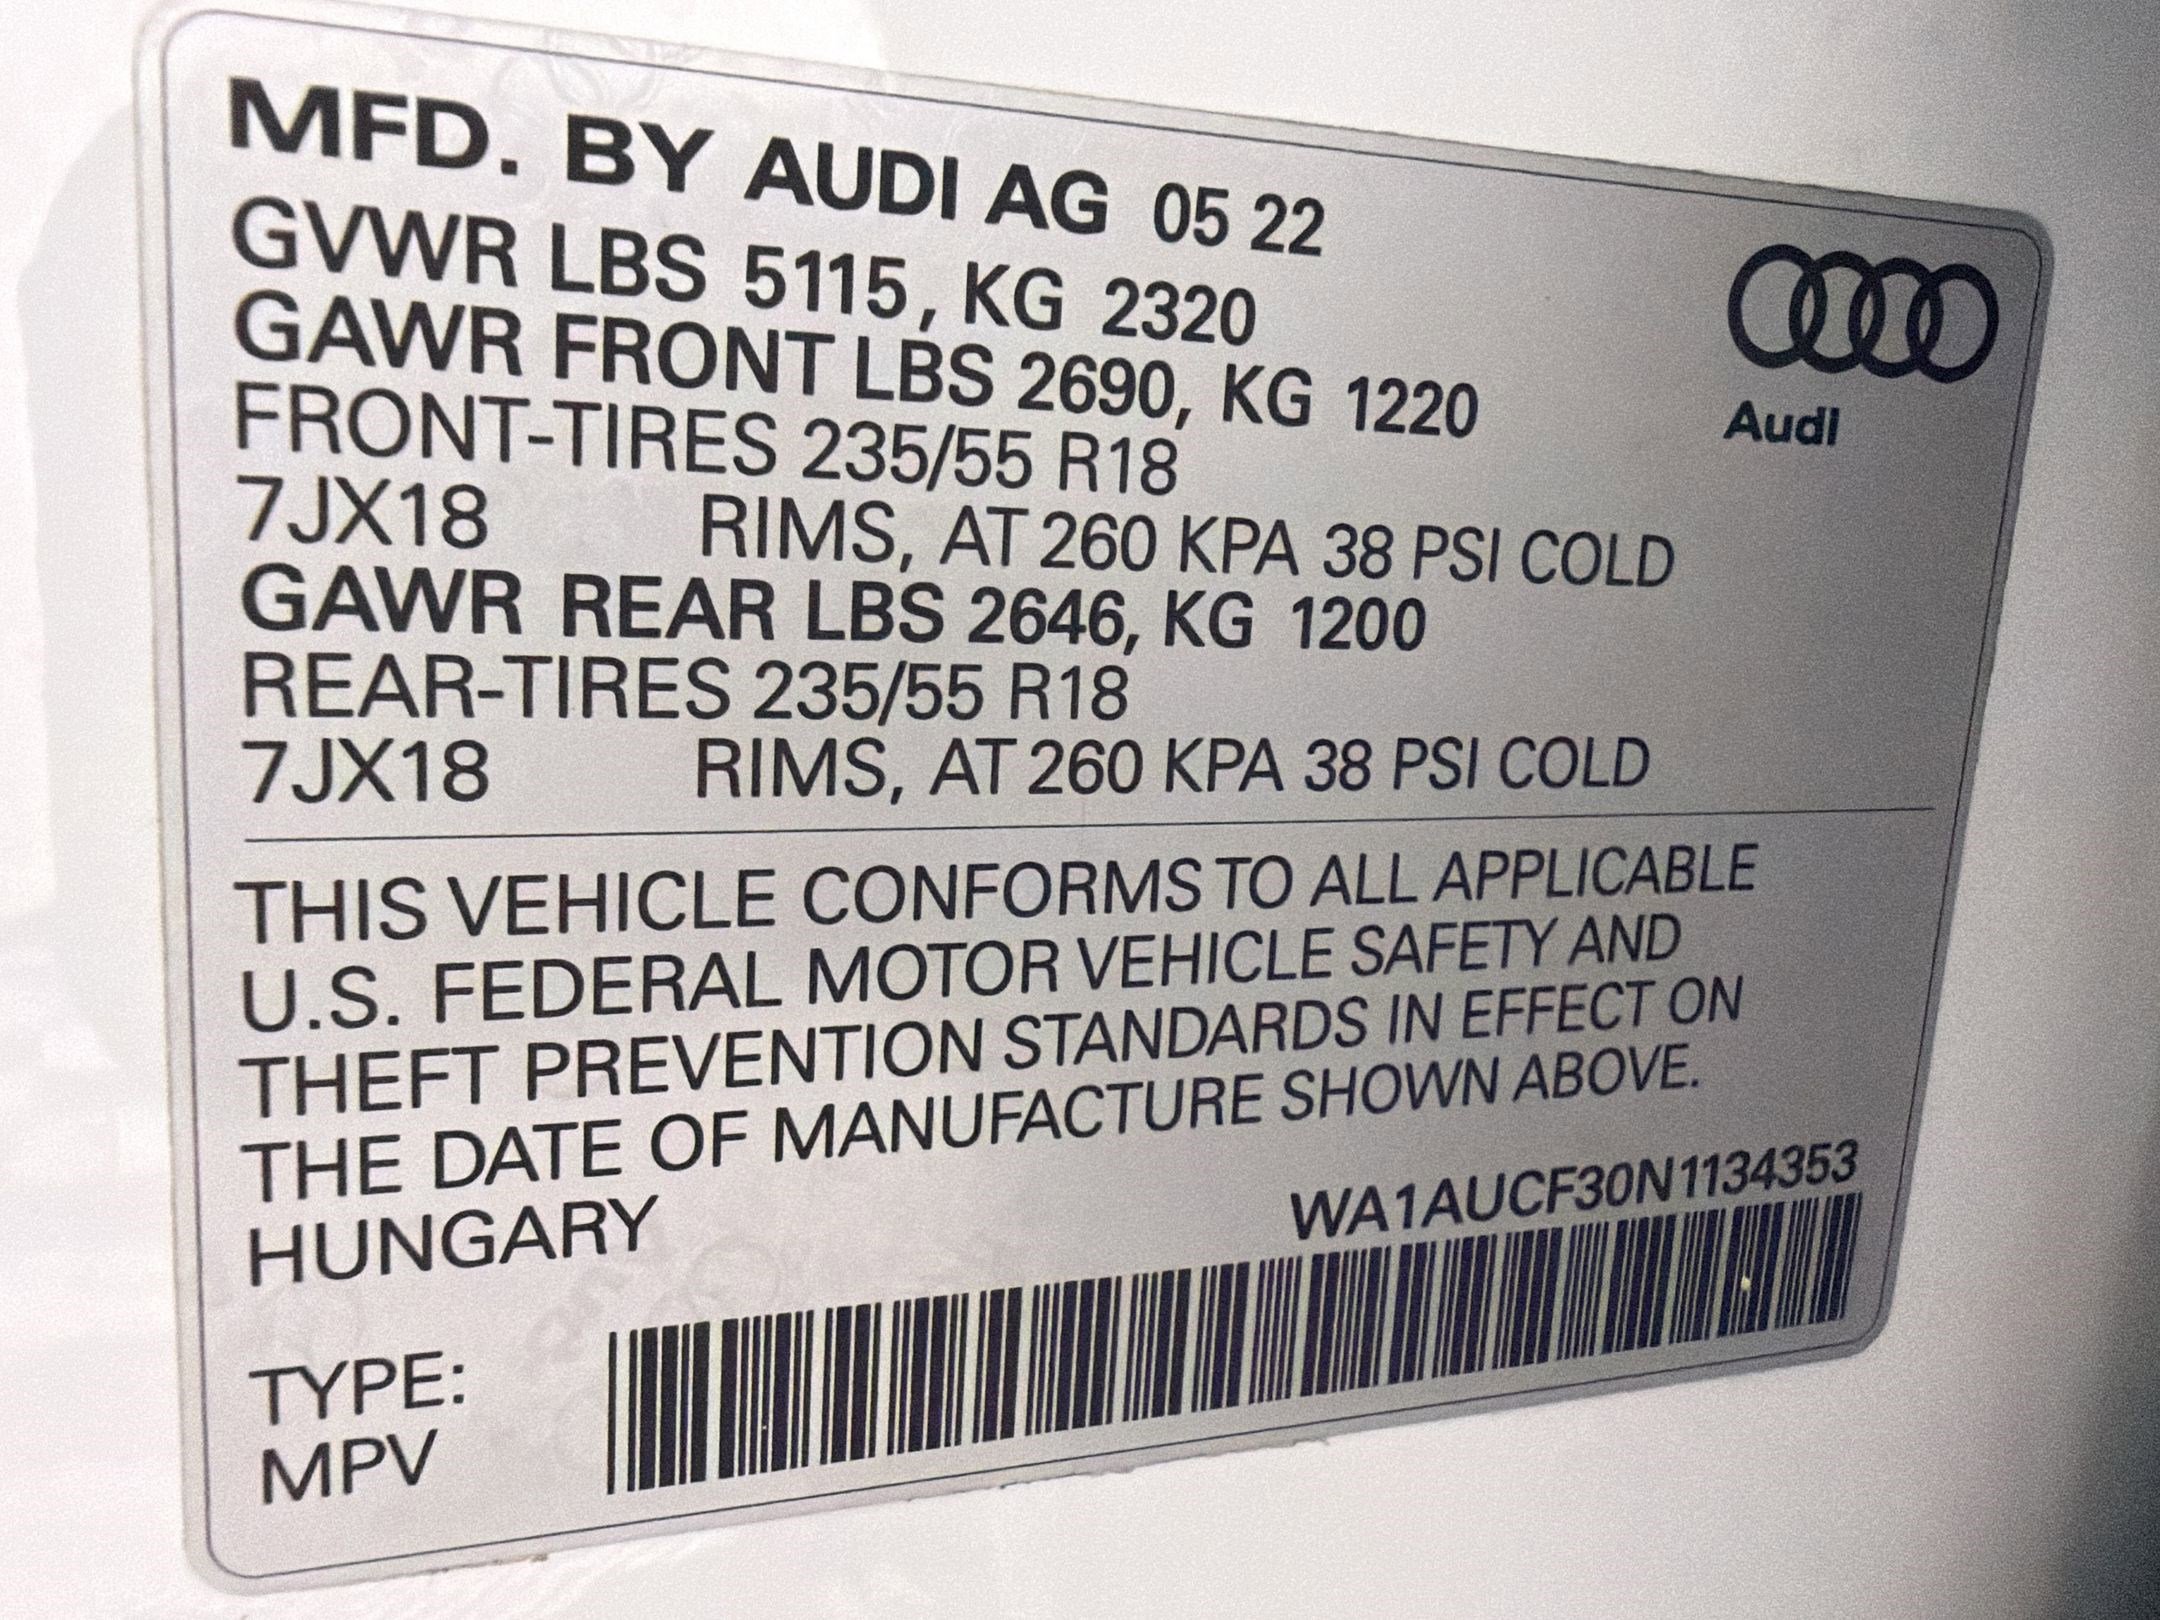 MFD. BY AUDI AG 05 22
GVWR LBS 5115, KG 2320
GAWR FRONT LBS 2690, KG 1220
FRONT-TIRES 235/55 R18
7JX18 RIMS, AT 260 KPA 38 PSI COLD
GAWR REAR LBS 2646, KG 1200
REAR-TIRES 235/55 R18
7JX18 RIMS, AT 260 KPA 38 PSI COLD
Audi
THIS VEHICLE CONFORMS TO ALL APPLICABLE
U.S. FEDERAL MOTOR VEHICLE SAFETY AND
THEFT PREVENTION STANDARDS IN EFFECT ON
THE DATE OF MANUFACTURE SHOWN ABOVE.
HUNGARY
WA1AUCF30N1134353
TYPE:
MPV